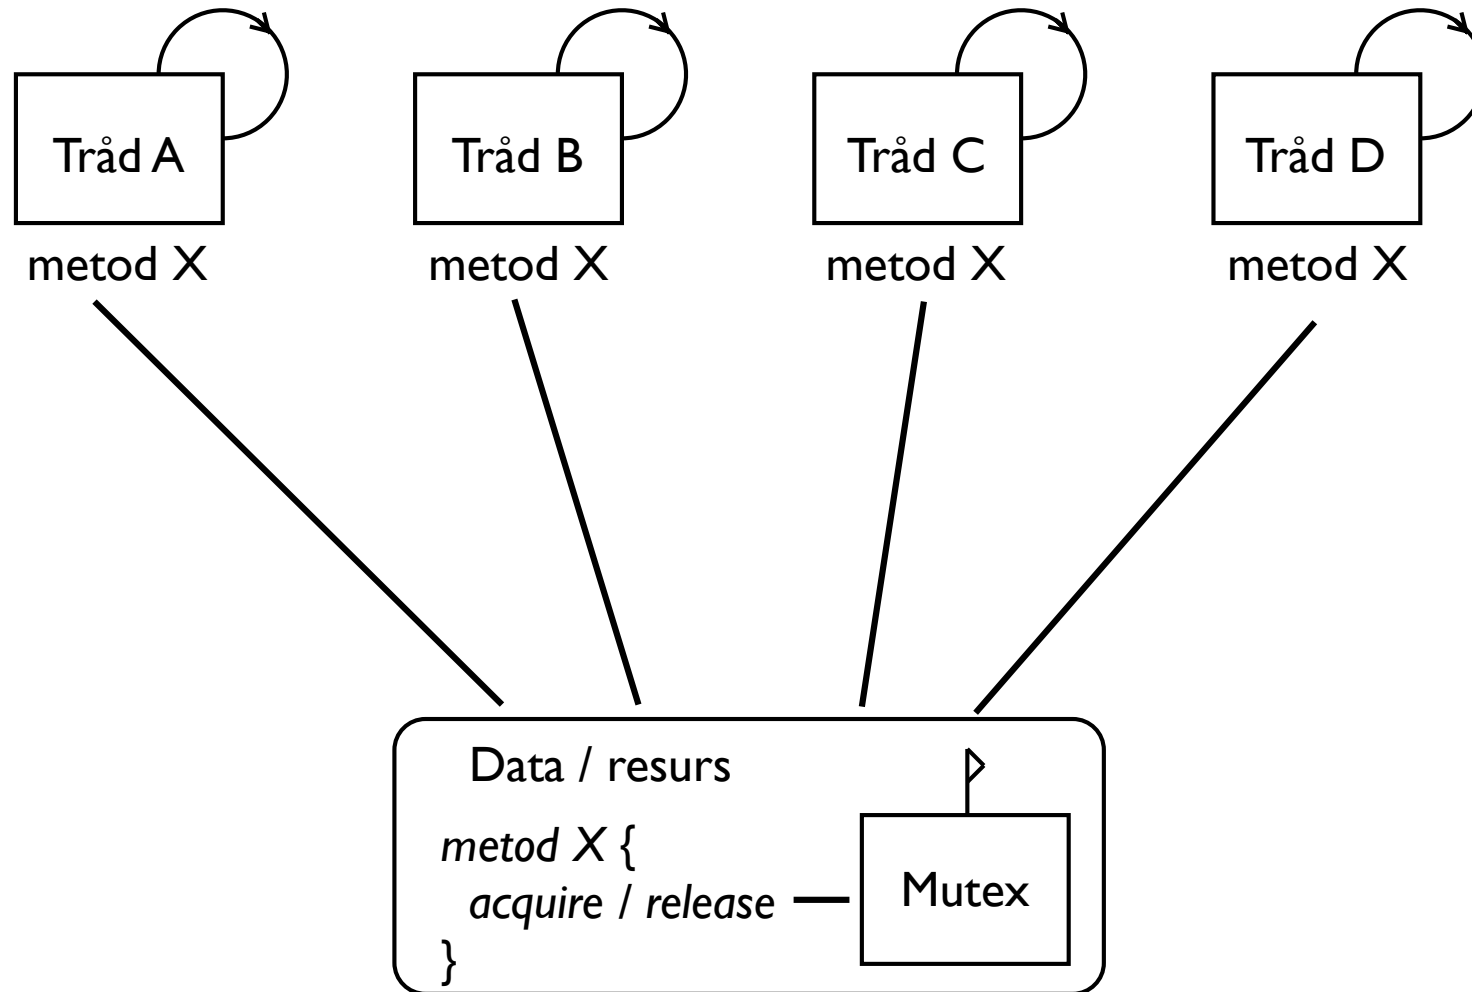 Tråd A
Tråd B
Tråd C
Tråd D
metod X
metod X
metod X
metod X
Data / resurs
metod X {
acquire / release
}
Mutex